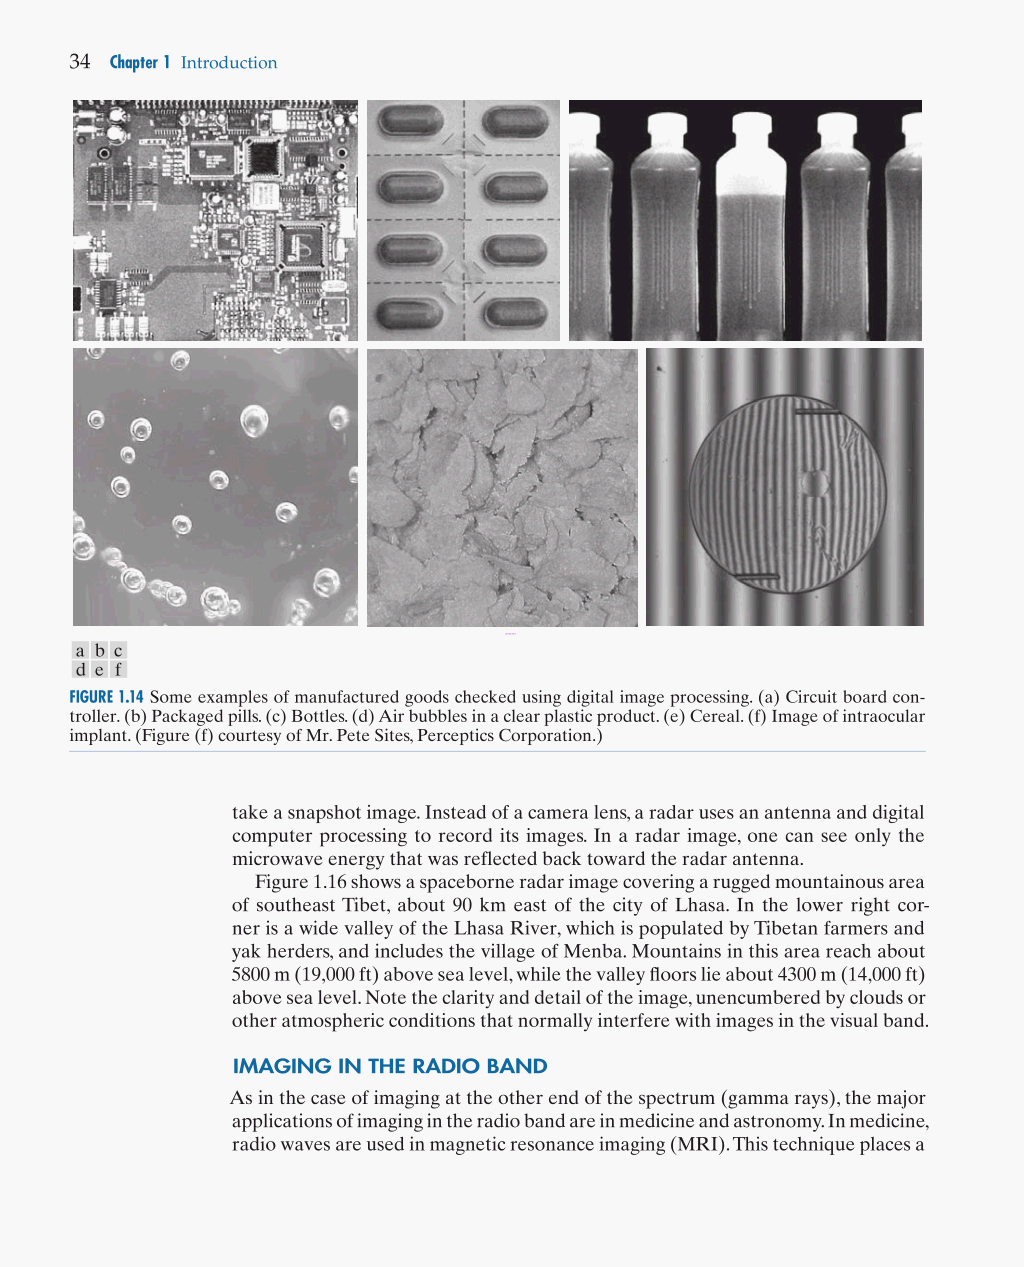 34 Chapter 1 Introduction
a b c
d e f
FIGURE 1.14 Some examples of manufactured goods checked using digital image processing. (a) Circuit board con-
troller. (b) Packaged pills. (c) Bottles. (d) Air bubbles in a clear plastic product. (e) Cereal. (f) Image of intraocular
implant. (Figure (f) courtesy of Mr. Pete Sites, Perceptics Corporation.)
take a snapshot image. Instead of a camera lens, a radar uses an antenna and digital
computer processing to record its images. In a radar image, one can see only the
microwave energy that was reflected back toward the radar antenna.
Figure 1.16 shows a spaceborne radar image covering a rugged mountainous area
of southeast Tibet, about 90 km east of the city of Lhasa. In the lower right cor-
ner is a wide valley of the Lhasa River, which is populated by Tibetan farmers and
yak herders, and includes the village of Menba. Mountains in this area reach about
5800 m (19,000 ft) above sea level, while the valley floors lie about 4300 m (14,000 ft)
above sea level. Note the clarity and detail of the image, unencumbered by clouds or
other atmospheric conditions that normally interfere with images in the visual band.
IMAGING IN THE RADIO BAND
As in the case of imaging at the other end of the spectrum (gamma rays), the major
applications of imaging in the radio band are in medicine and astronomy. In medicine,
radio waves are used in magnetic resonance imaging (MRI). This technique places a